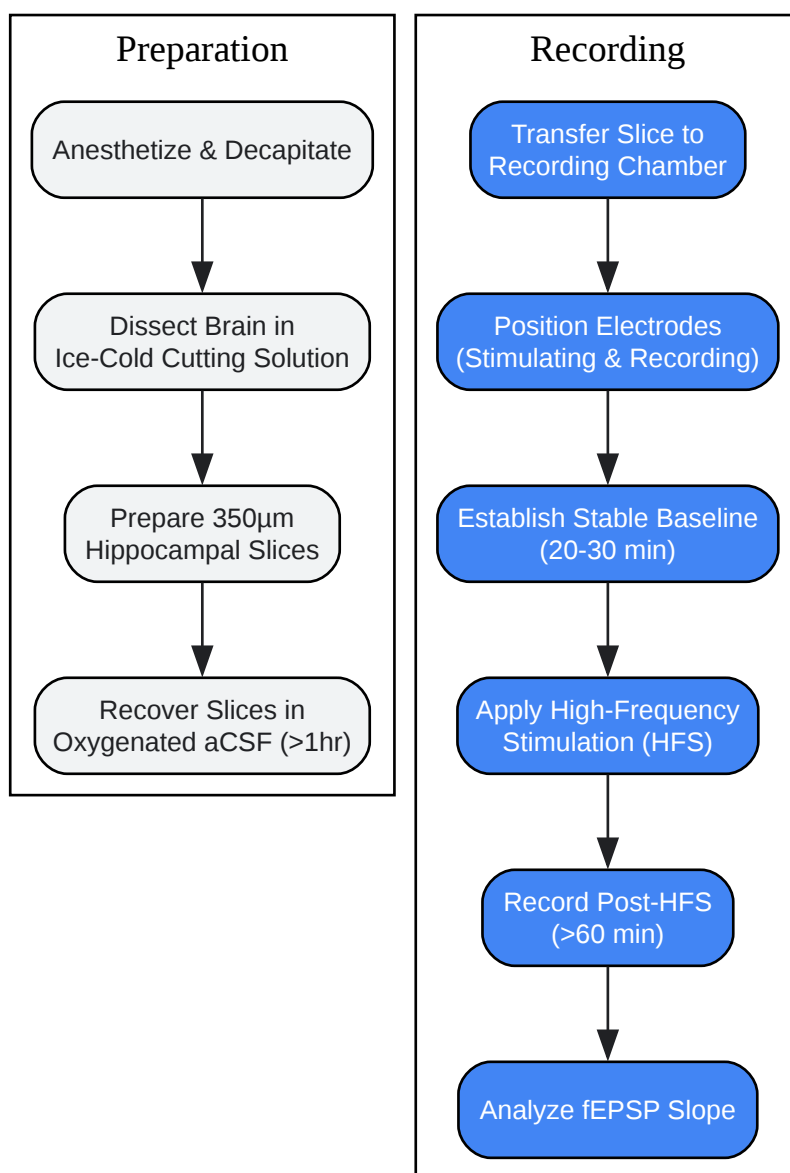 Preparation
Anesthetize & Decapitate
Dissect Brain in
Ice-Cold Cutting Solution
Prepare 350µm
Hippocampal Slices
Recover Slices in
Oxygenated aCSF (>1hr)
Recording
Transfer Slice to
Recording Chamber
Position Electrodes
(Stimulating & Recording)
Establish Stable Baseline
(20-30 min)
Apply High-Frequency
Stimulation (HFS)
Record Post-HFS
(>60 min)
Analyze fEPSP Slope